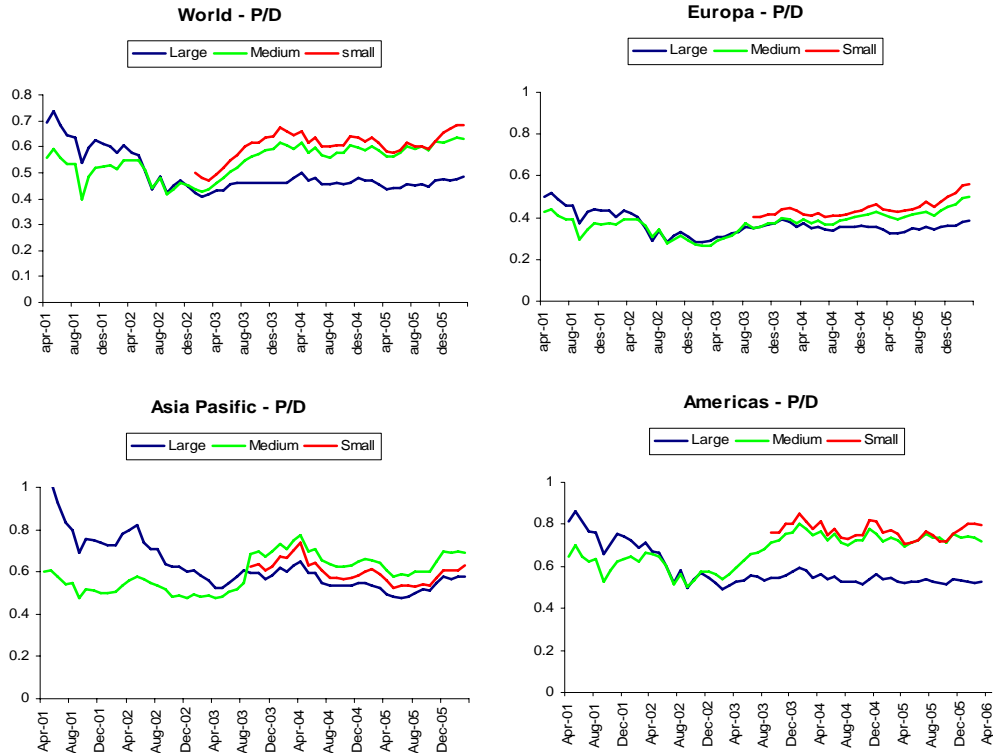 World - P/D
Large Medium small
0.8
0.7
0.6
0.5
0.4
0.3
0.2
0.1
0
apr-01
aug-01
des-01
apr-02
aug-02
des-02
apr-03
aug-03
des-03
apr-04
aug-04
des-04
apr-05
aug-05
des-05
Europa - P/D
Large Medium Small
1
0.8
0.6
0.4
0.2
0
apr-01
aug-01
des-01
apr-02
aug-02
des-02
apr-03
aug-03
des-03
apr-04
aug-04
des-04
apr-05
aug-05
des-05
Asia Pasific - P/D
Large Medium Small
1
0.8
0.6
0.4
0.2
0
Apr-01
Aug-01
Dec-01
Apr-02
Aug-02
Dec-02
Apr-03
Aug-03
Dec-03
Apr-04
Aug-04
Dec-04
Apr-05
Aug-05
Dec-05
Americas - P/D
Large Medium Small
1
0.8
0.6
0.4
0.2
0
Apr-01
Aug-01
Dec-01
Apr-02
Aug-02
Dec-02
Apr-03
Aug-03
Dec-03
Apr-04
Aug-04
Dec-04
Apr-05
Aug-05
Dec-05
Apr-06